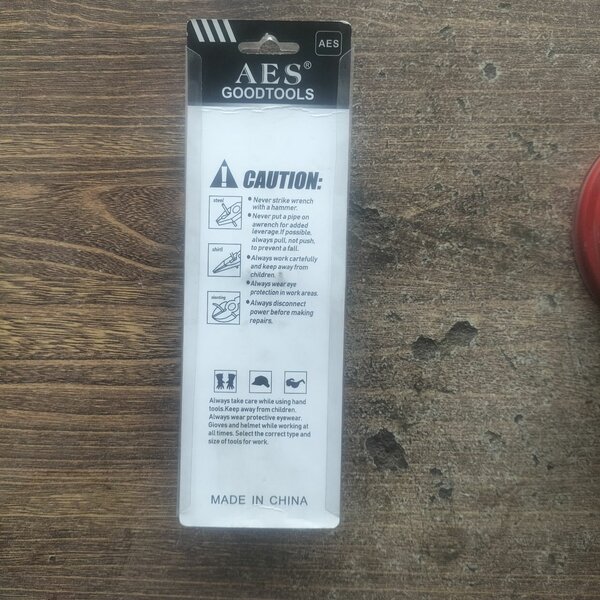 AES
AES®
GOODTOOLS
CAUTION:
steel
• Never strike wrench
with a hammer.
• Never put a pipe on
awrench for added
leverage.If possible,
always pull, not push,
to prevent a fall.
shirll
• Always work cartefully
and keep away from
children.
• Always wear eye
protection in work areas.
• Always disconnect
power before making
repairs.
Always take care while using hand
tools.Keep away from children.
Always wear protective eyewear.
Gloves and helmet while working at
all times. Select the correct type and
size of tools for work.
MADE IN CHINA